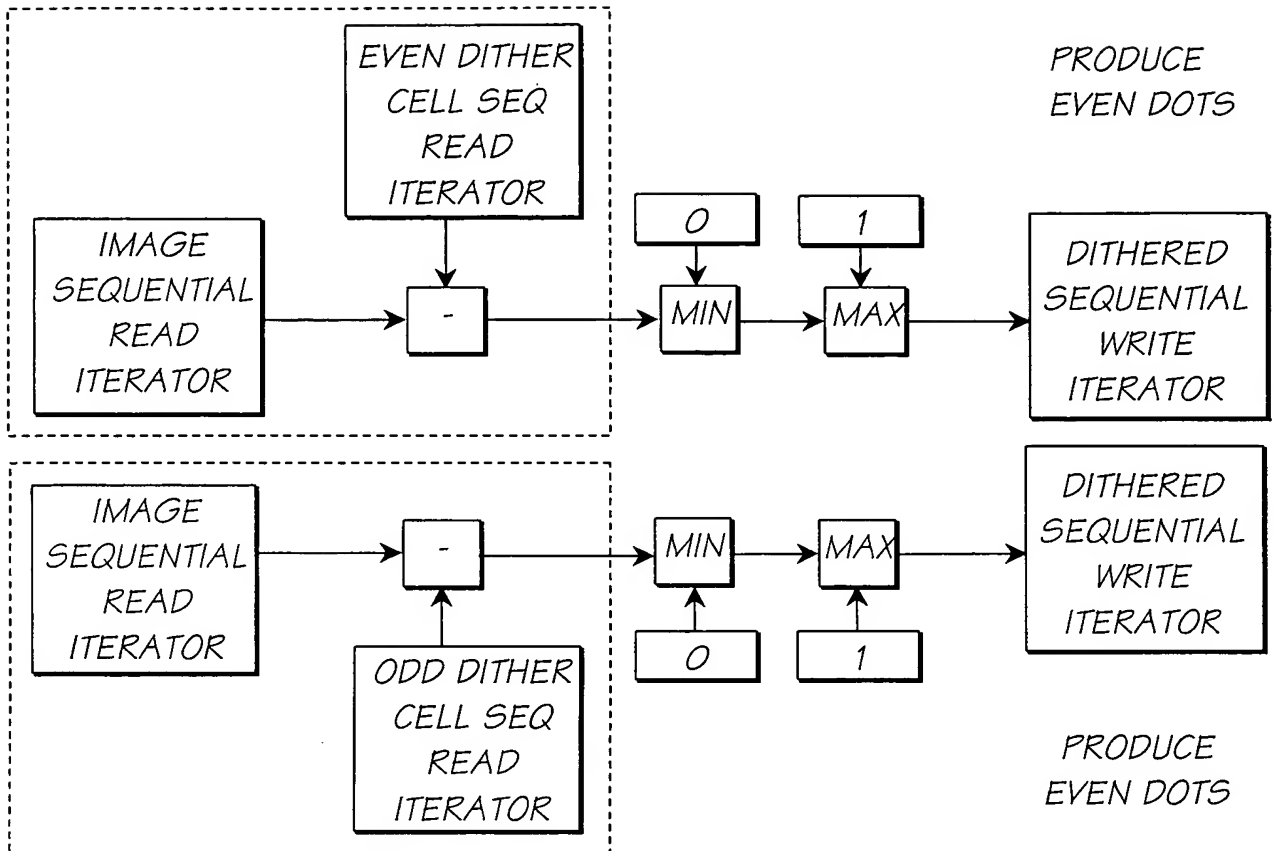 EVEN DITHER
CELL SEQ
READ
ITERATOR
PRODUCE
EVEN DOTS
0
1
IMAGE
SEQUENTIAL
READ
ITERATOR
-
MIN
MAX
DITHERED
SEQUENTIAL
WRITE
ITERATOR
IMAGE
SEQUENTIAL
READ
ITERATOR
-
MIN
MAX
DITHERED
SEQUENTIAL
WRITE
ITERATOR
0
1
ODD DITHER
CELL SEQ
READ
ITERATOR
PRODUCE
EVEN DOTS